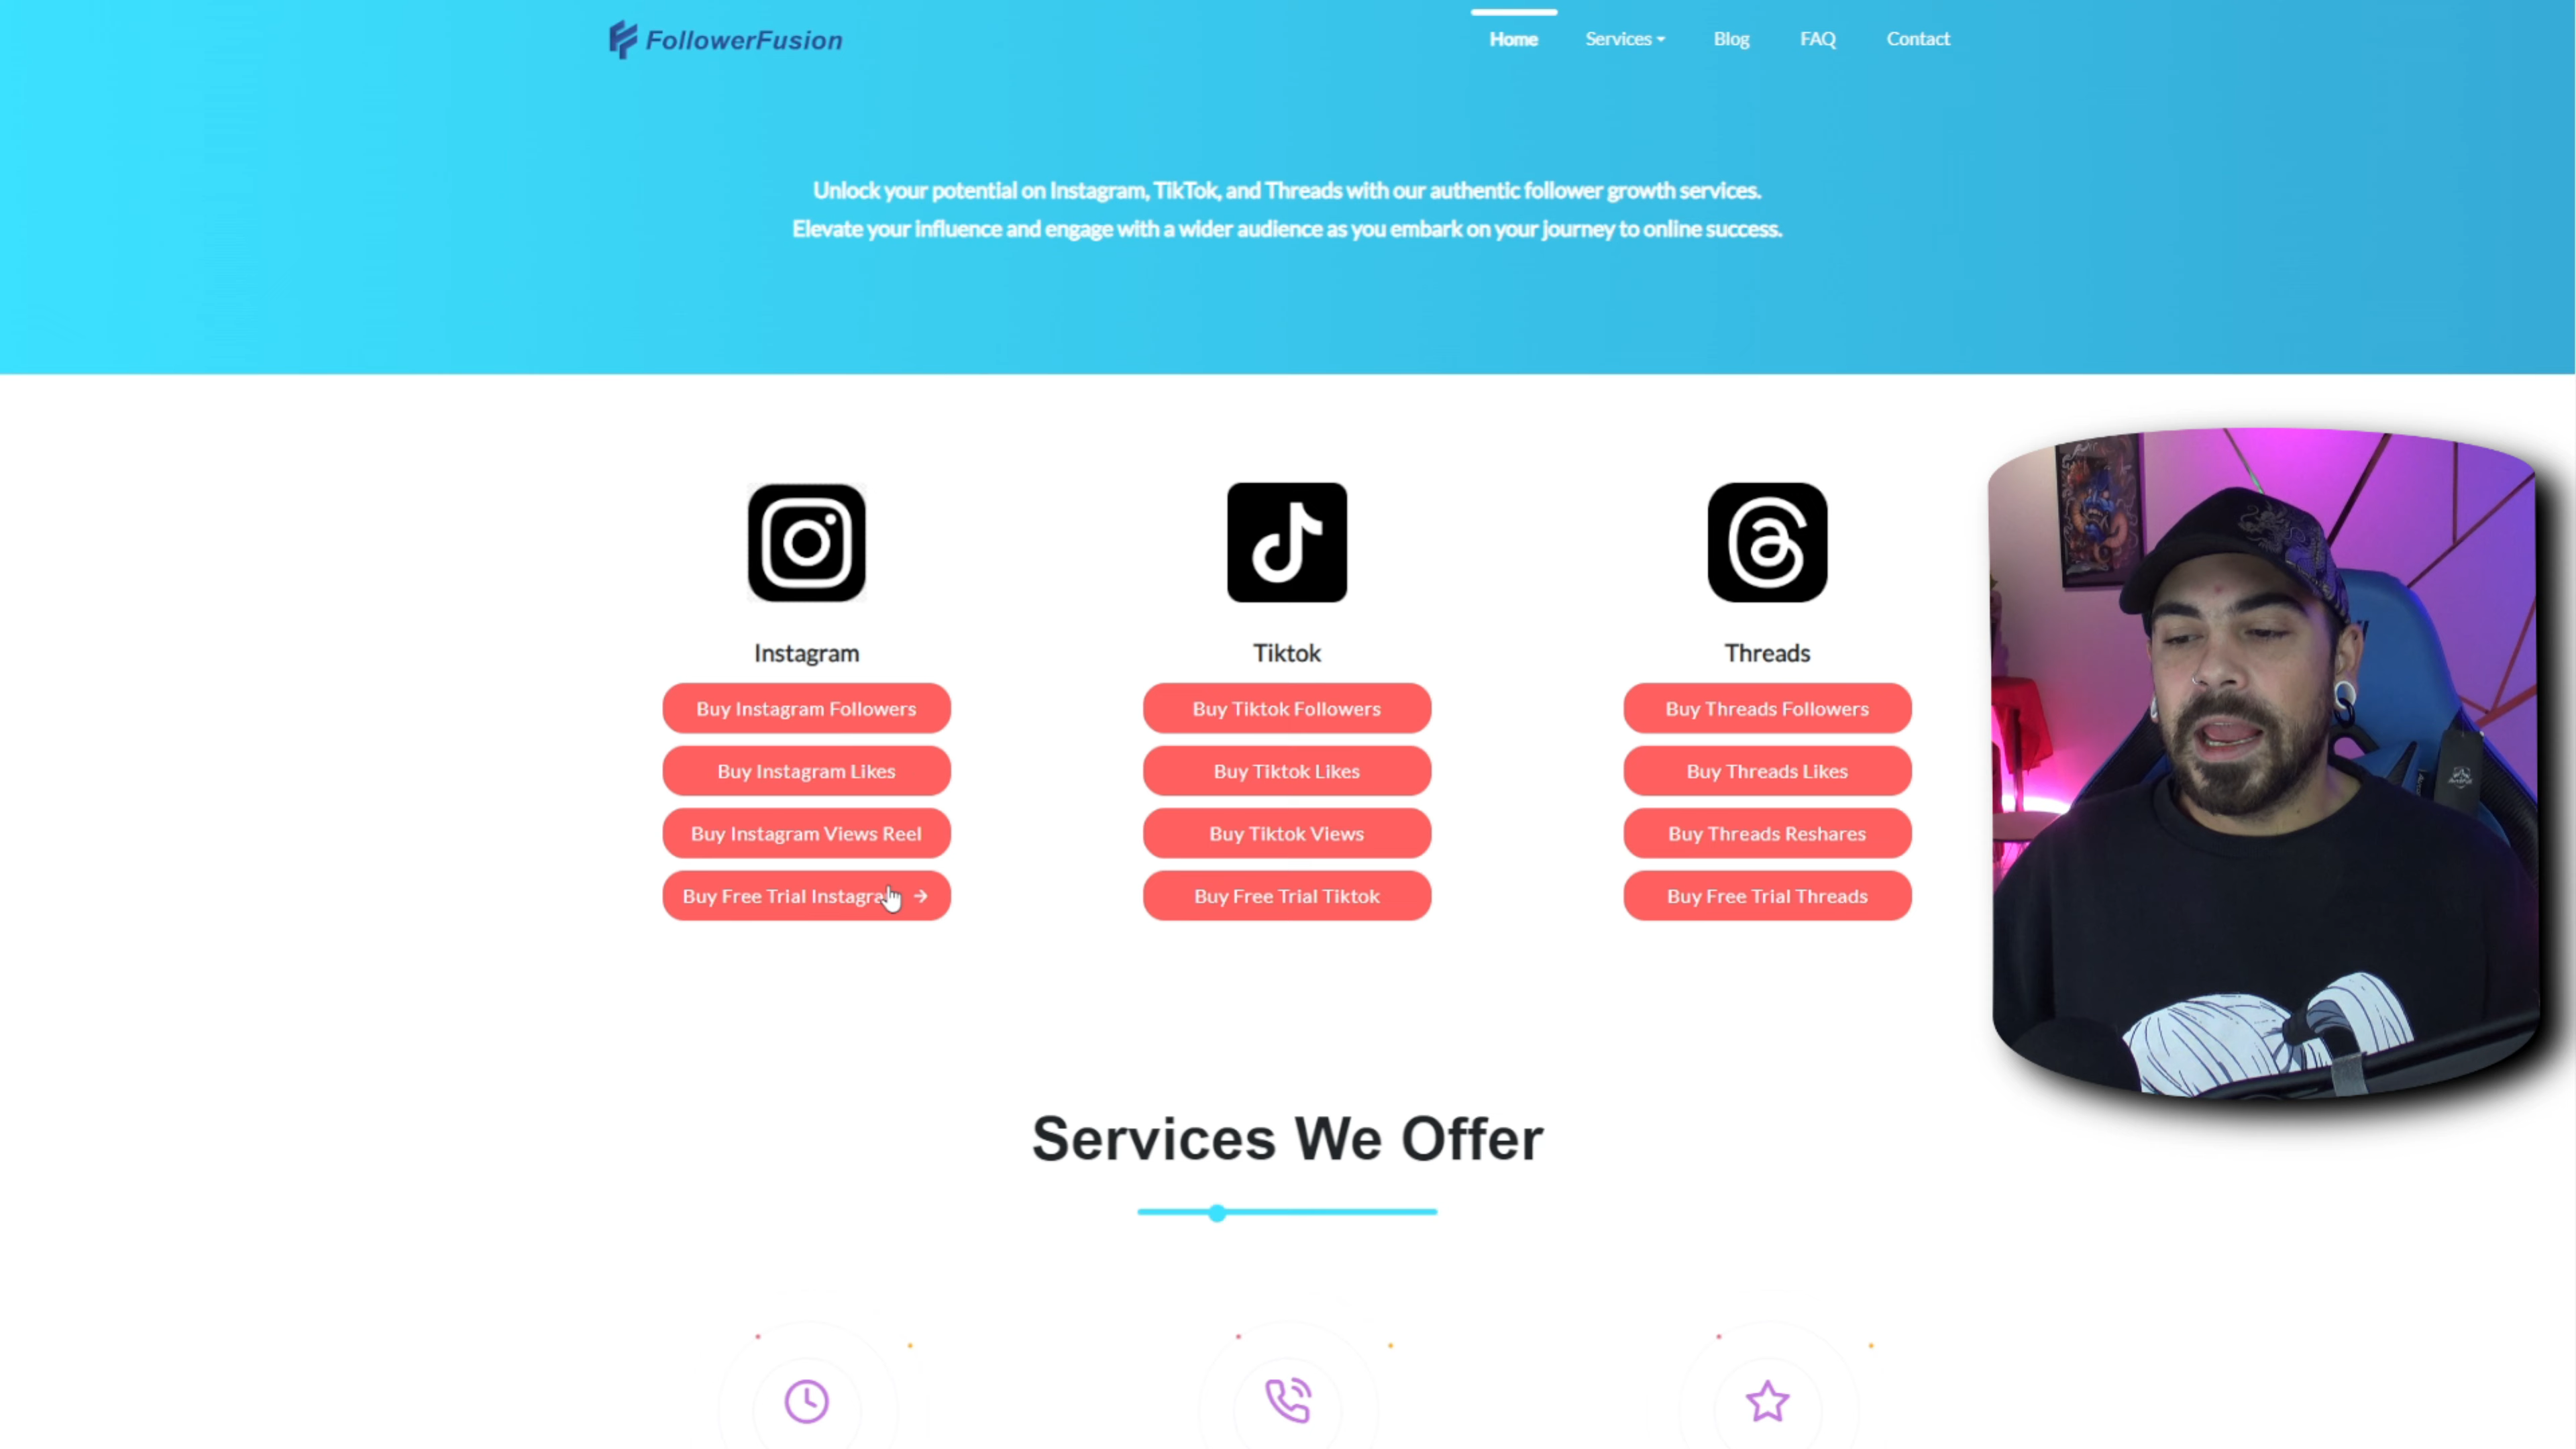 FollowerFusion
Home
Services
Blog
FAQ
Contact
Unlock your potential on Instagram, TikTok, and Threads with our authentic follower growth services.
Elevate your influence and engage with a wider audience as you embark on your journey to online success.
Instagram
Buy Instagram Followers
Buy Instagram Likes
Buy Instagram Views Reel
Buy Free Trial
Tiktok
Buy Tiktok Followers
Buy Tiktok Likes
Buy Tiktok Views
Buy Free Trial Tiktok
Threads
Buy Threads Followers
Buy Threads Likes
Buy Threads Reshares
Buy Free Trial Threads
Services We Offer